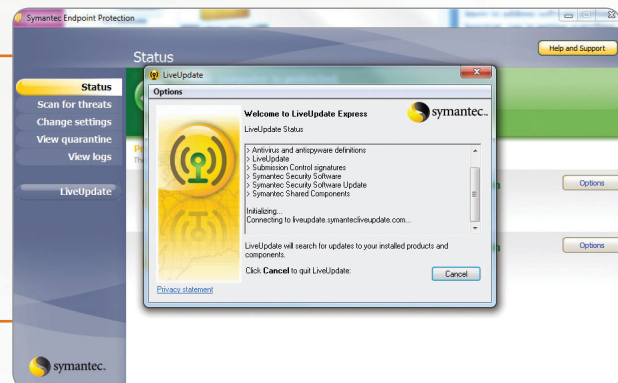 Symantec Endpoint Protection
Help and Support
Status
Status
Scan for threats
Change settings
View quarantine
View logs
LiveUpdate
symantec.
Options
Options
LiveUpdate
Options
Welcome to LiveUpdate Express
symantec™
LiveUpdate Status
> Antivirus and antispyware definitions
> LiveUpdate
> Submission Control signatures
> Symantec Security Software
> Symantec Security Software Update
> Symantec Shared Components
Initializing...
Connecting to liveupdate.symantecliveupdate.com...
LiveUpdate will search for updates to your installed products and
components.
Click Cancel to quit LiveUpdate:
Cancel
Privacy statement